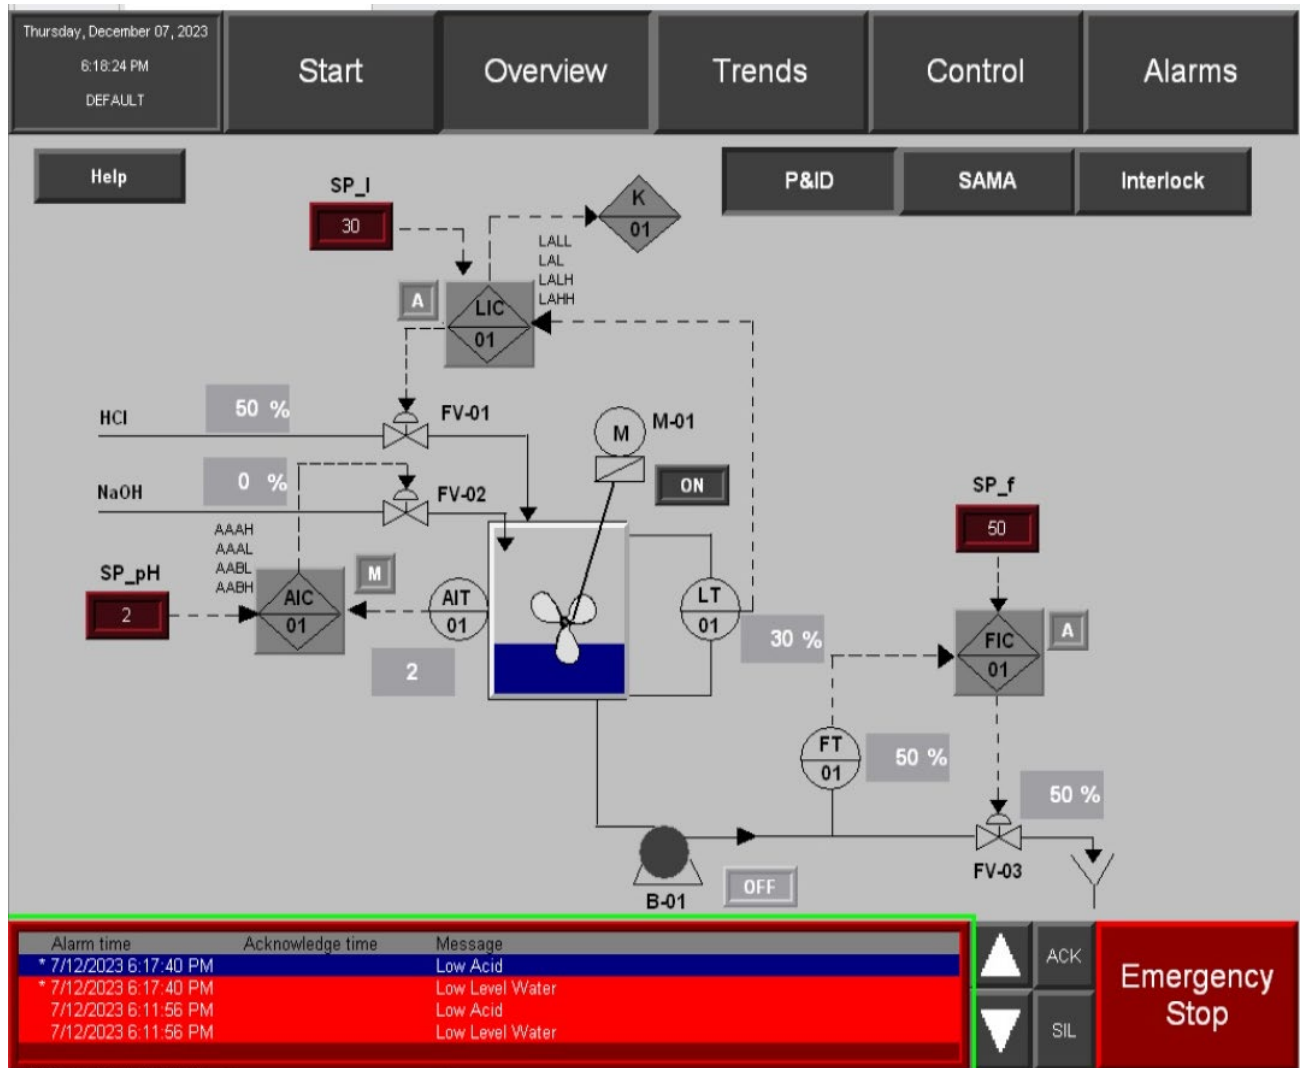 Thursday, December 07, 2023
6:18:24 PM
DEFAULT
Start
Overview
Trends
Control
Alarms
Help
P&ID
SAMA
Interlock
SP_l
30
K
01
LALL
LAL
LALH
LAHH
A
LIC
01
HCl
50 %
FV-01
M
M-01
NaOH
0 %
FV-02
ON
SP_f
50
AAAH
AAAL
AABL
AABH
SP_pH
2
AIC
01
M
AIT
01
2
LT
01
30 %
FIC
01
A
FT
01
50 %
50 %
FV-03
B-01
OFF
Alarm time Acknowledge time Message
* 7/12/2023 6:17:40 PM Low Acid
* 7/12/2023 6:17:40 PM Low Level Water
7/12/2023 6:11:56 PM Low Acid
7/12/2023 6:11:56 PM Low Level Water
ACK
SIL
Emergency
Stop